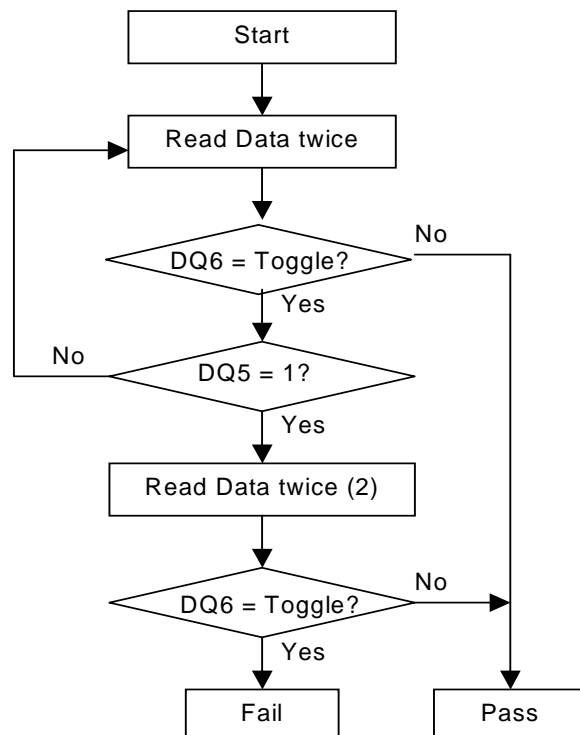 Start
Read Data twice
No
DQ6 = Toggle?
Yes
No
DQ5 = 1?
Yes
Read Data twice (2)
No
DQ6 = Toggle?
Yes
Fail
Pass